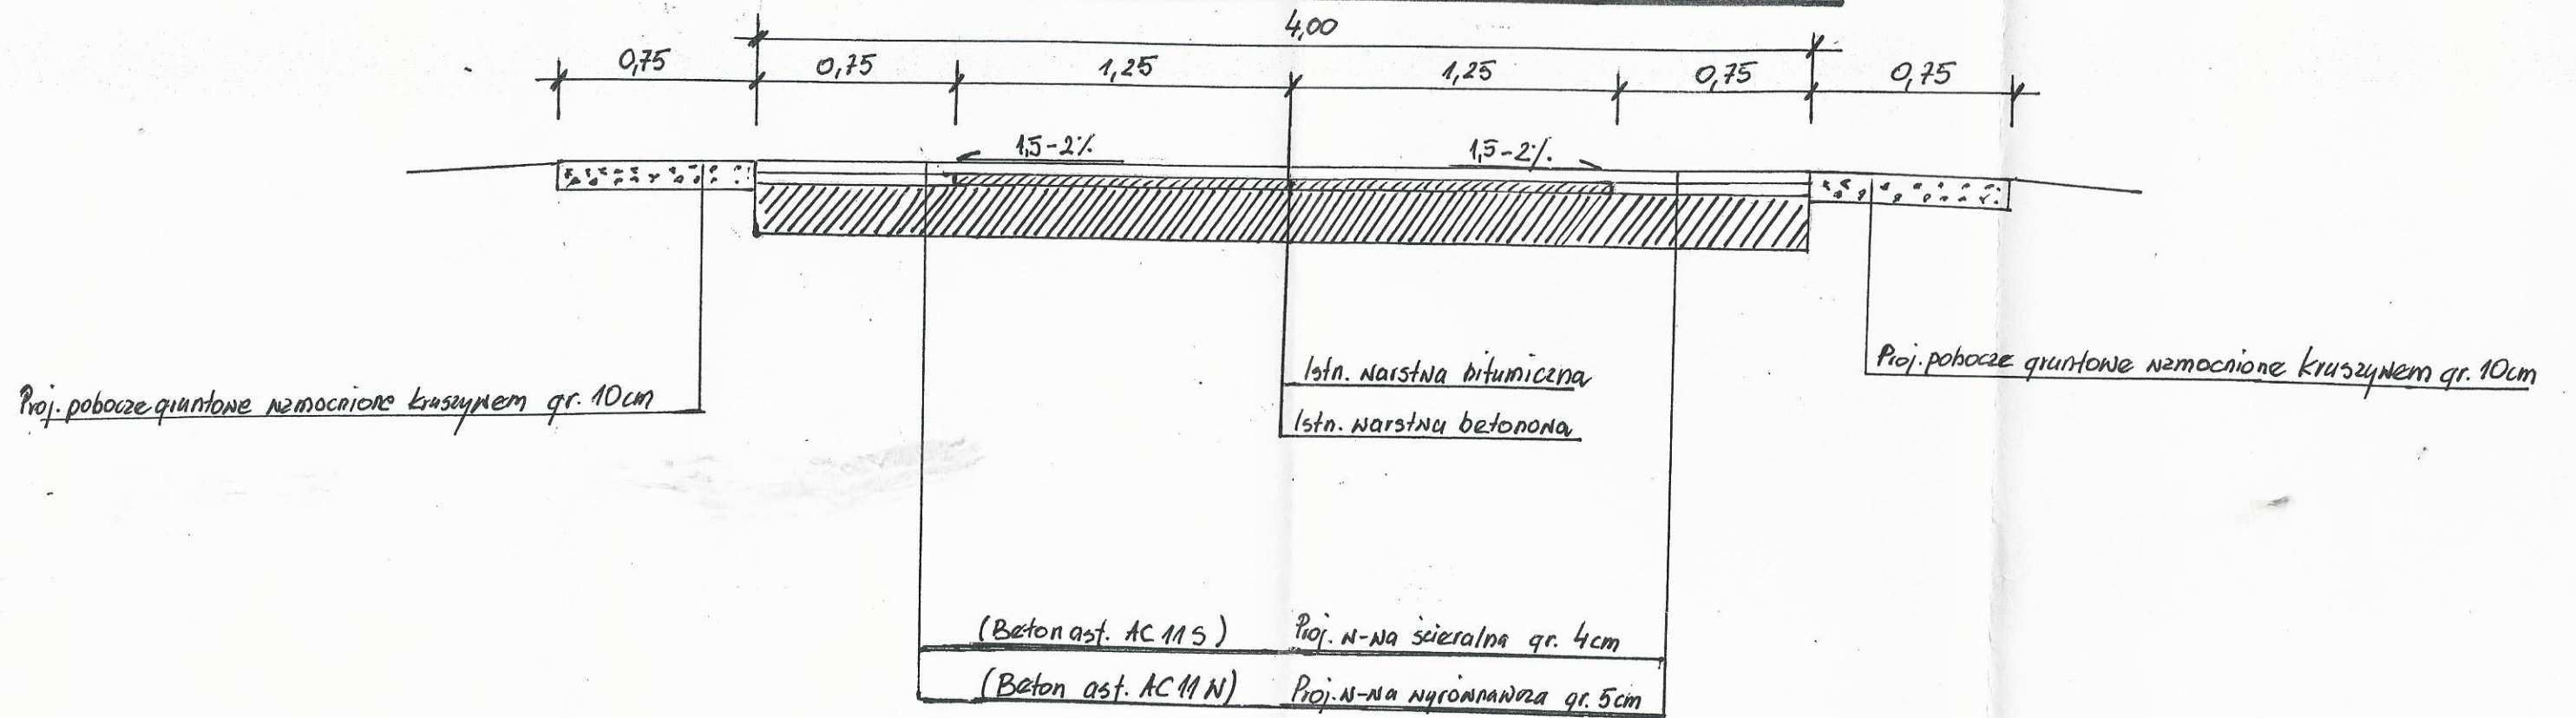 4,00
0,75 0,75 1,25 1,25 0,75 0,75
1,5-2% 1,5-2%
Istn. warstwa bitumiczna
Istn. warstwa betonowa
Proj. pobocze gruntowe wzmocnione kruszywem gr. 10cm
Proj. pobocze gruntowe wzmocnione kruszywem gr. 10cm
(Beton ast. AC 11 S) Proj. w-wa ścieralna gr. 4cm
(Beton ast. AC 11 W) Proj. w-wa wyrównawcza gr. 5cm